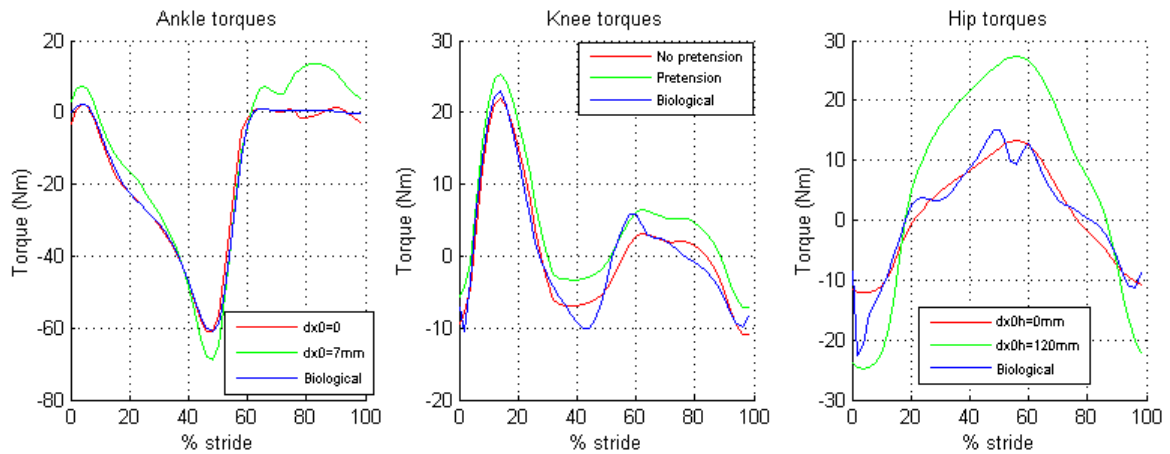 Ankle torques
Torque (Nm)
20
0
-20
-40
-60
-80
0
20
40
60
80
100
% stride
dx0=0
dx0=7mm
Biological
Knee torques
Torque (Nm)
30
20
10
0
-10
-20
0
20
40
60
80
100
% stride
No pretension
Pretension
Biological
Hip torques
Torque (Nm)
30
20
10
0
-10
-20
-30
0
20
40
60
80
100
% stride
dx0h=0mm
dx0h=120mm
Biological